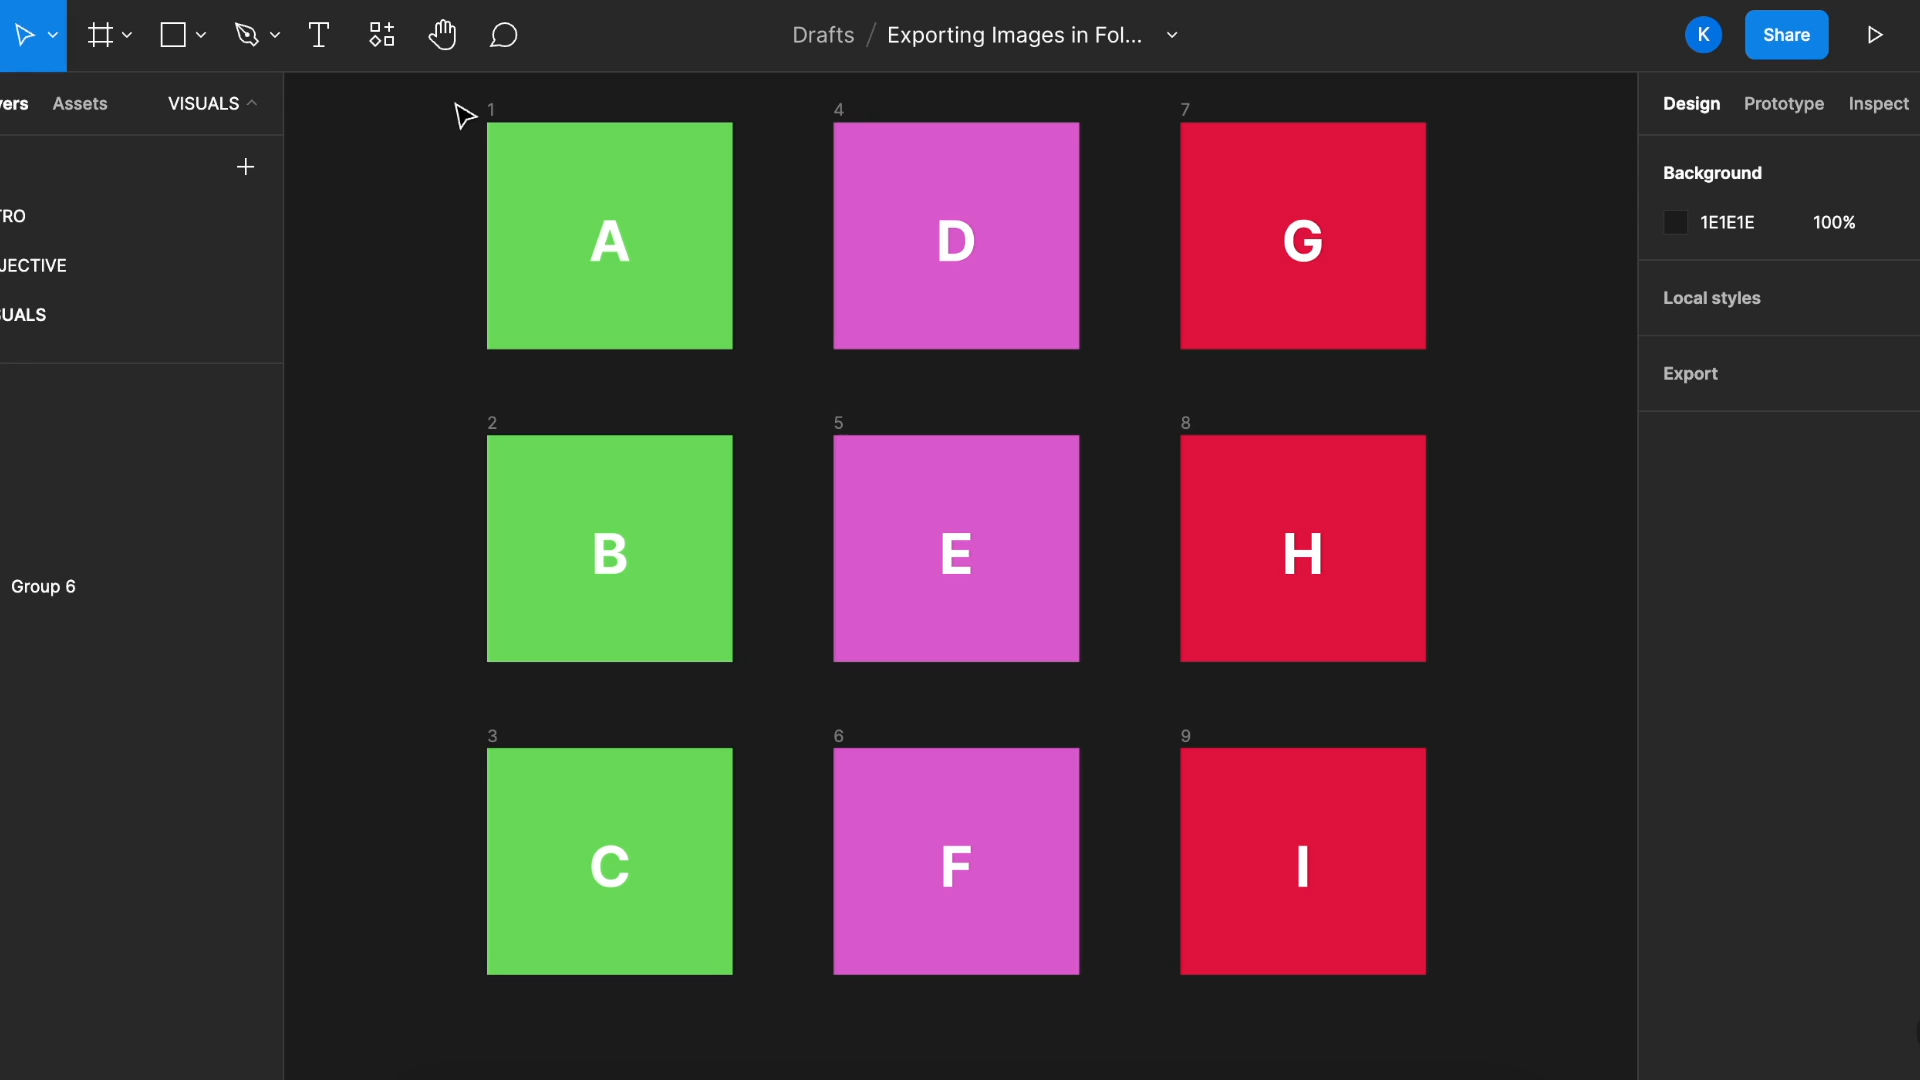 Drafts / Exporting Images in Fol...
K
Share
ers
Assets
VISUALS
RO
JECTIVE
UALS
Group 6
1
A
4
D
7
G
2
B
5
E
8
H
3
C
6
F
9
I
Design
Prototype
Inspect
Background
1E1E1E
100%
Local styles
Export